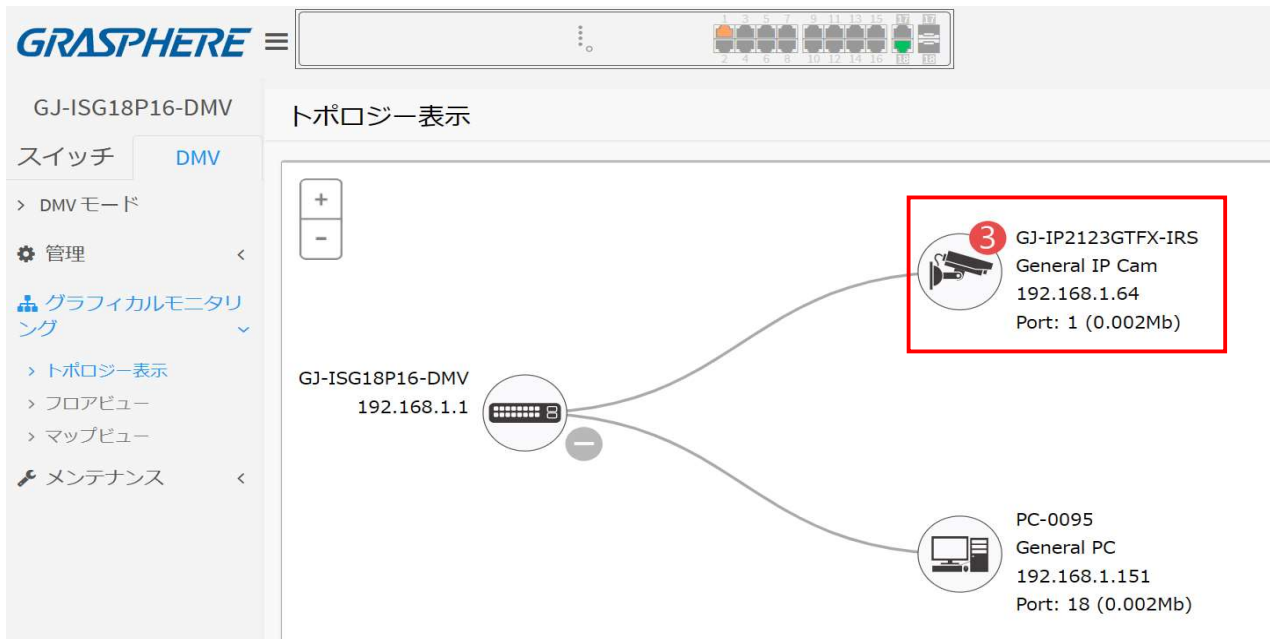 GRASPHERE
1 3 5 7 9 11 13 15 17 17
2 4 6 8 10 12 14 16 18 18
GJ-ISG18P16-DMV
スイッチ
DMV
> DMV モード
管理
グラフィカルモニタリ
ング
> トポロジー表示
> フロアビュー
> マップビュー
メンテナンス
トポロジー表示
+
−
3
GJ-IP2123GTFX-IRS
General IP Cam
192.168.1.64
Port: 1 (0.002Mb)
GJ-ISG18P16-DMV
192.168.1.1
PC-0095
General PC
192.168.1.151
Port: 18 (0.002Mb)